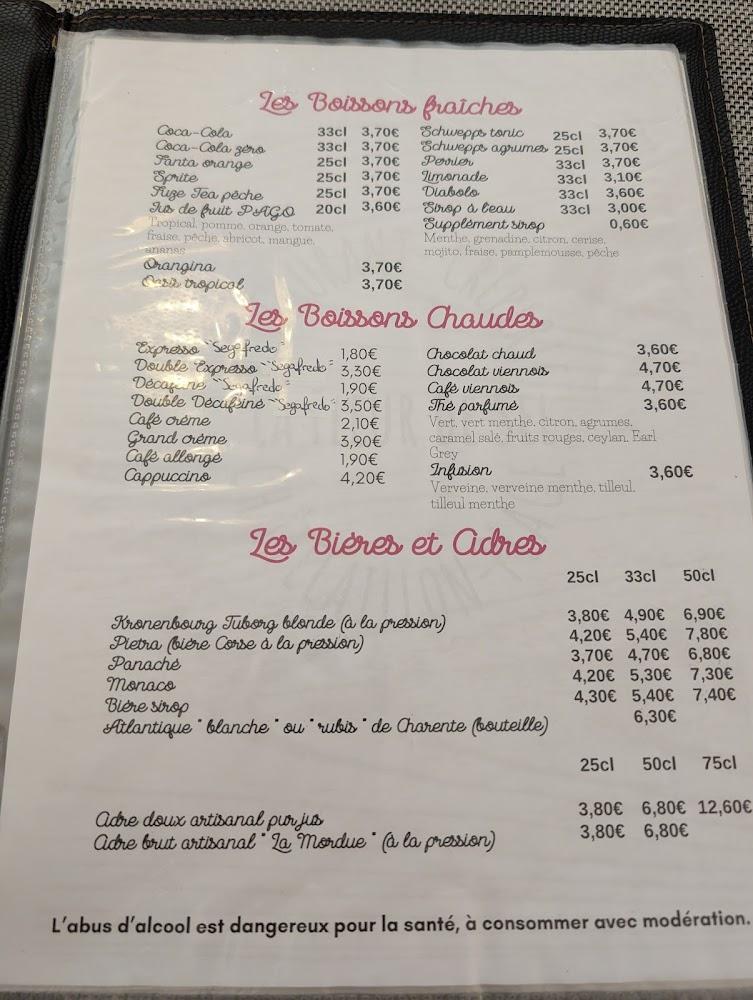 Les Boissons fraîches
Coca-Cola 33cl 3,70€
Coca-Cola zéro 33cl 3,70€
Fanta orange 25cl 3,70€
Sprite 25cl 3,70€
Fuze Tea pêche 25cl 3,70€
Jus de fruit PAGO 20cl 3,60€
Tropical, pomme, orange, tomate,
fraise, pêche, abricot, mangue,
ananas
Orangina 3,70€
Oasis tropical 3,70€
Schwepps tonic 25cl 3,70€
Schwepps agrumes 25cl 3,70€
Perrier 33cl 3,70€
Limonade 33cl 3,10€
Diabolo 33cl 3,60€
Sirop à l'eau 33cl 3,00€
Supplément sirop 0,60€
Menthe, grenadine, citron, cerise,
mojito, fraise, pamplemousse, pêche
Les Boissons Chaudes
Expresso "Segafredo" 1,80€
Double Expresso "Segafredo" 3,30€
Décaféiné "Segafredo" 1,90€
Double Décaféiné "Segafredo" 3,50€
Café crème 2,10€
Grand crème 3,90€
Café allongé 1,90€
Cappuccino 4,20€
Chocolat chaud 3,60€
Chocolat viennois 4,70€
Café viennois 4,70€
Thé parfumé 3,60€
Vert, vert menthe, citron, agrumes,
caramel salé, fruits rouges, ceylan, Earl
Grey
Infusion 3,60€
Verveine, verveine menthe, tilleul,
tilleul menthe
Les Bières et Cidres
25cl 33cl 50cl
Kronenbourg Tuborg blonde (à la pression) 3,80€ 4,90€ 6,90€
Pietra (bière Corse à la pression) 4,20€ 5,40€ 7,80€
Panaché 3,70€ 4,70€ 6,80€
Monaco 4,20€ 5,30€ 7,30€
Bière sirop 4,30€ 5,40€ 7,40€
Atlantique "blanche" ou "rubis" de Charente (bouteille) 6,30€
25cl 50cl 75cl
Cidre doux artisanal pur jus 3,80€ 6,80€ 12,60€
Cidre brut artisanal "La Mordue" (à la pression) 3,80€ 6,80€
L'abus d'alcool est dangereux pour la santé, à consommer avec modération.